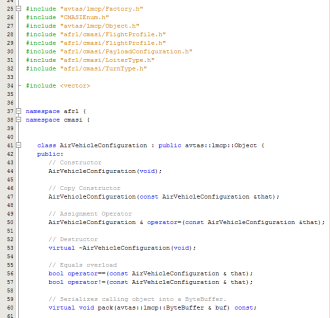 24
25 #include "avtas/lmcp/Factory.h"
26 #include "CMASIEnum.h"
27 #include "avtas/lmcp/Object.h"
28 #include "afrl/cmasi/FlightProfile.h"
29 #include "afrl/cmasi/FlightProfile.h"
30 #include "afrl/cmasi/PayloadConfiguration.h"
31 #include "afrl/cmasi/LoiterType.h"
32 #include "afrl/cmasi/TurnType.h"
33
34 #include <vector>
35
36
37 namespace afrl {
38 namespace cmasi {
39
40
41 class AirVehicleConfiguration : public avtas::lmcp::Object {
42 public:
43 // Constructor
44 AirVehicleConfiguration(void);
45
46 // Copy Constructor
47 AirVehicleConfiguration(const AirVehicleConfiguration &that);
48
49 // Assignment Operator
50 AirVehicleConfiguration & operator=(const AirVehicleConfiguration &that);
51
52 // Destructor
53 virtual ~AirVehicleConfiguration(void);
54
55 // Equals overload
56 bool operator==(const AirVehicleConfiguration & that);
57 bool operator!=(const AirVehicleConfiguration & that);
58
59 // Serializes calling object into a ByteBuffer.
60 virtual void pack(avtas::lmcp::ByteBuffer & buf) const;
61